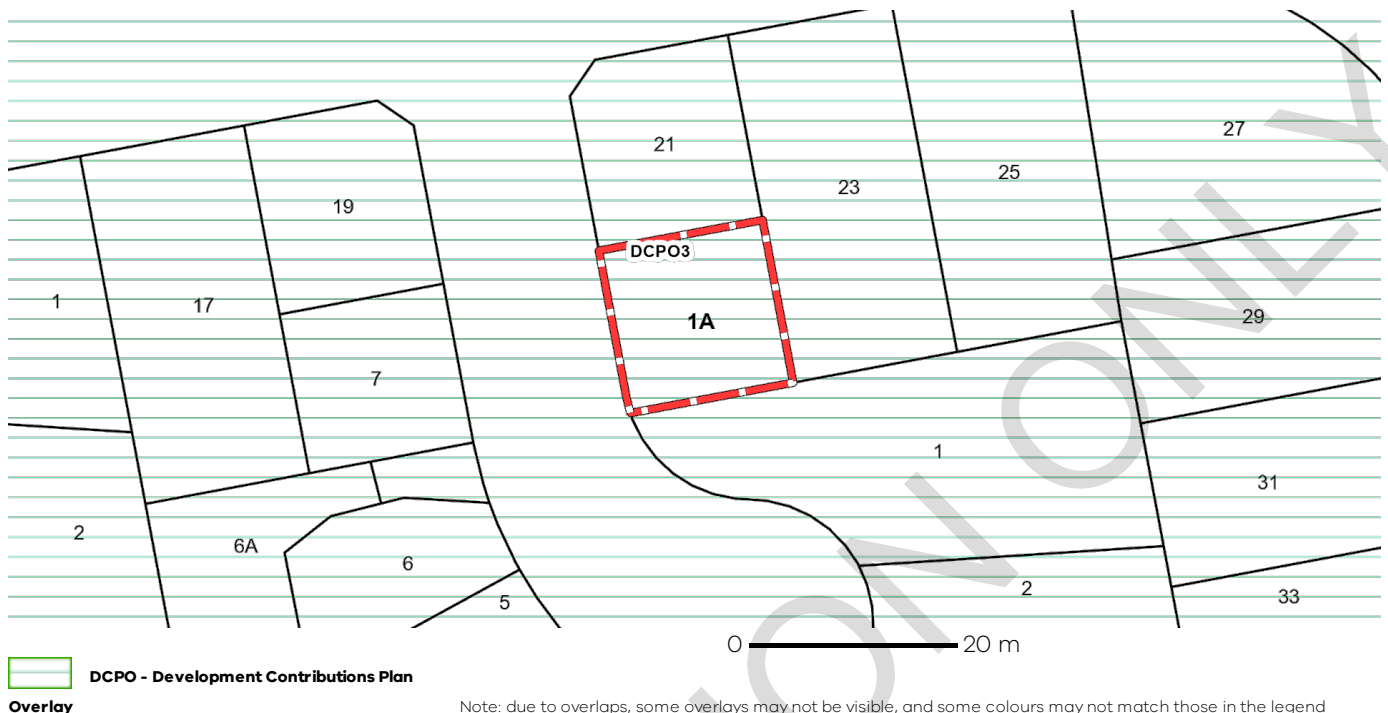 27
21
25
23
19
DCPO3
1
17
29
1A
7
1
31
2
6A
6
2
33
5
0 20 m
DCPO - Development Contributions Plan
Overlay
Note: due to overlaps, some overlays may not be visible, and some colours may not match those in the legend
ON ONLY